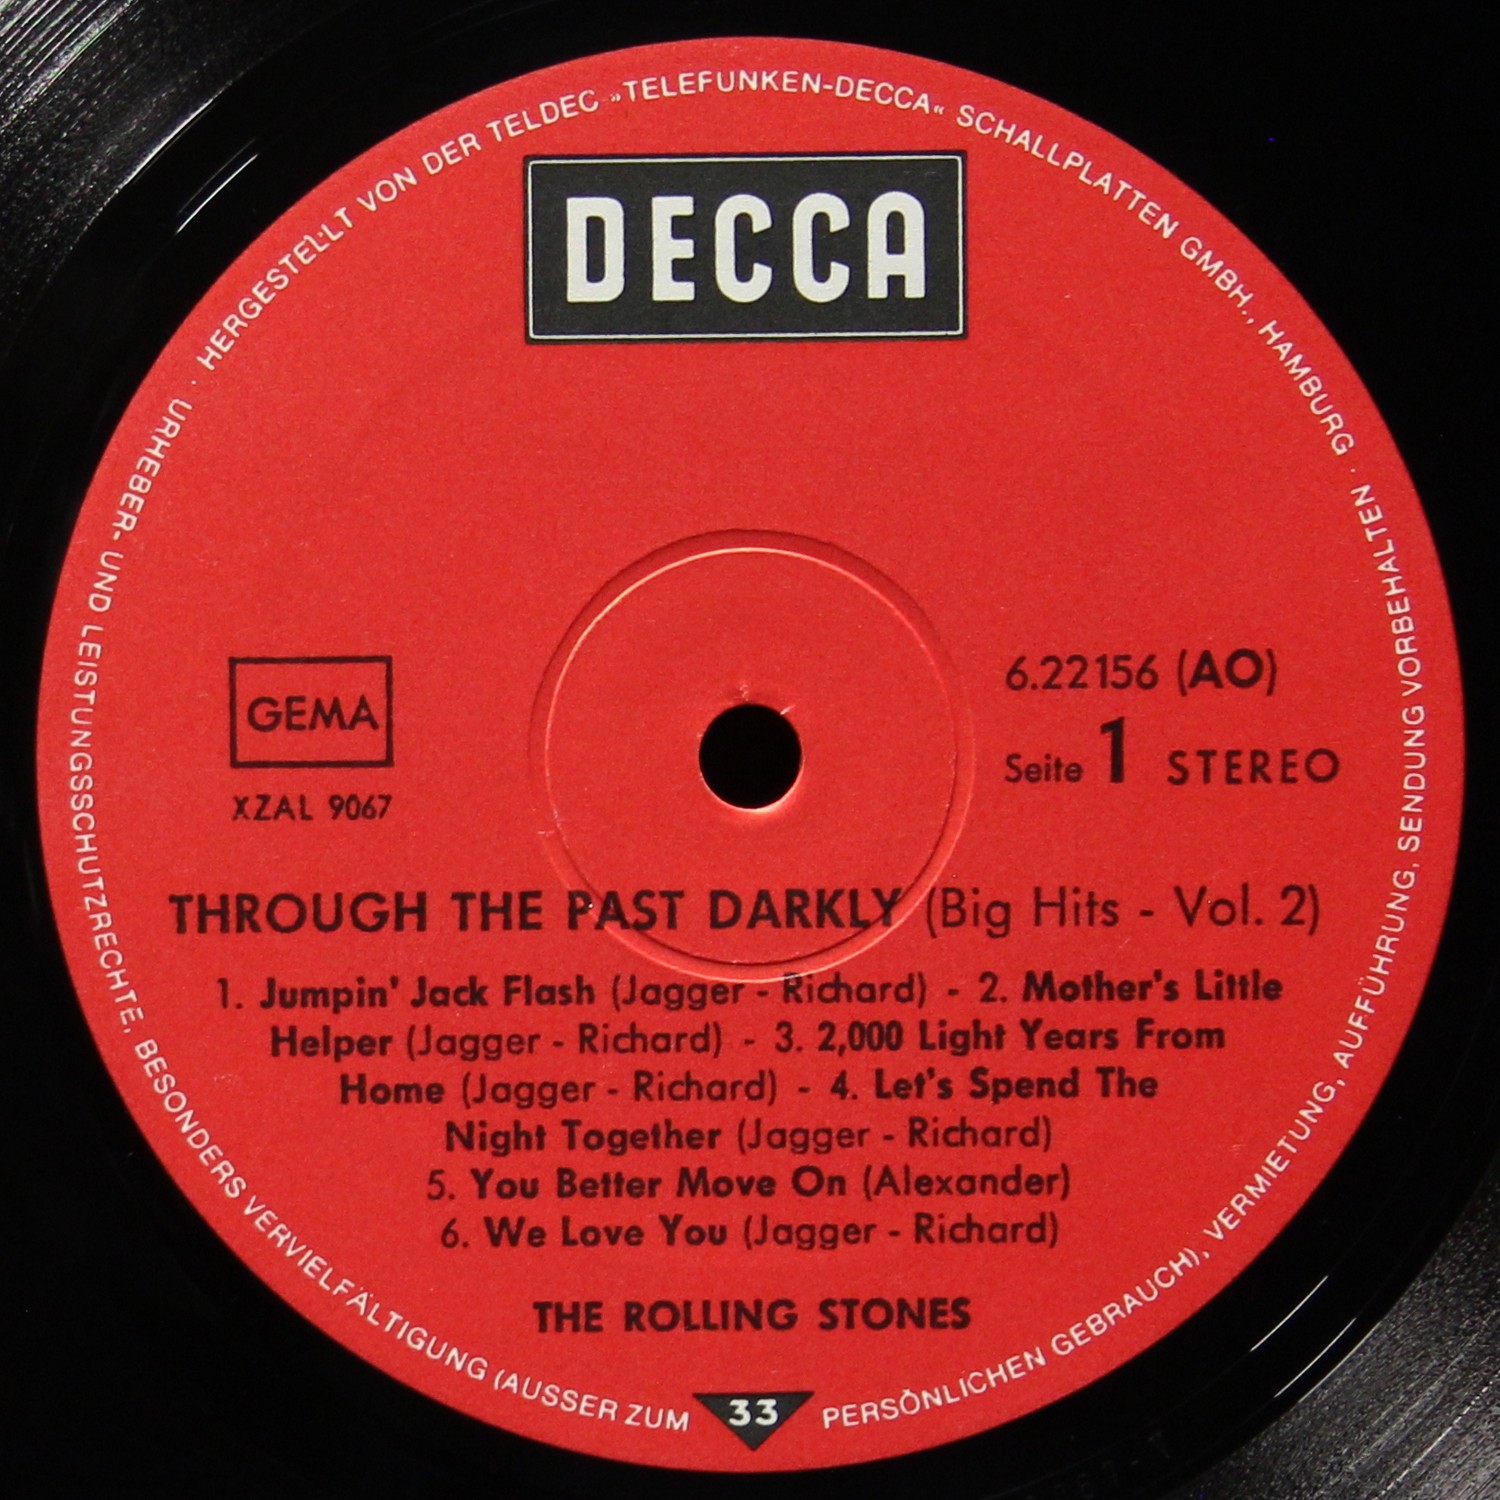 HERGESTELLT VON DER TELDEC »TELEFUNKEN-DECCA« SCHALLPLATTEN GMBH., HAMBURG ·
DECCA
GEMA
XZAL 9067
6.22156 (AO)
Seite 1 STEREO
THROUGH THE PAST DARKLY (Big Hits - Vol. 2)
1. Jumpin' Jack Flash (Jagger - Richard) - 2. Mother's Little
Helper (Jagger - Richard) - 3. 2,000 Light Years From
Home (Jagger - Richard) - 4. Let's Spend The
Night Together (Jagger - Richard)
5. You Better Move On (Alexander)
6. We Love You (Jagger - Richard)
THE ROLLING STONES
33
URHEBER- UND LEISTUNGSSCHUTZRECHTE, BESONDERS VERVIELFÄLTIGUNG (AUSSER ZUM PERSÖNLICHEN GEBRAUCH), VERMIETUNG, AUFFÜHRUNG, SENDUNG VORBEHALTEN ·